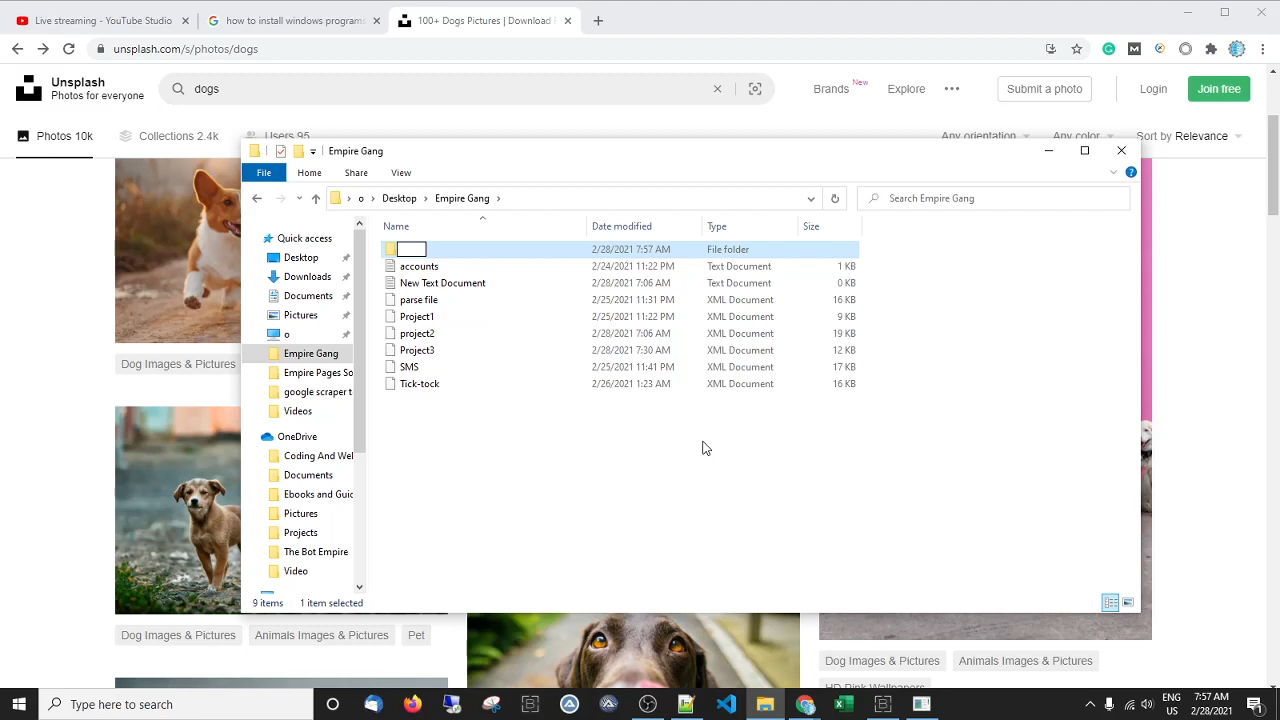 Live streaming - YouTube Studio
how to install windows programs
100+ Dogs Pictures | Download
unsplash.com/s/photos/dogs
Unsplash
Photos for everyone
dogs
Brands New
Explore
Submit a photo
Login
Join free
Photos 10k
Collections 2.4k
Users 95
Any orientation
Any color
Sort by Relevance
Empire Gang
File
Home
Share
View
o
Desktop
Empire Gang
Search Empire Gang
Name
Date modified
Type
Size
2/28/2021 7:57 AM File folder
accounts 2/24/2021 11:22 PM Text Document 1 KB
New Text Document 2/28/2021 7:06 AM Text Document 0 KB
parse file 2/25/2021 11:31 PM XML Document 16 KB
Project1 2/25/2021 11:22 PM XML Document 9 KB
project2 2/28/2021 7:06 AM XML Document 19 KB
Project3 2/28/2021 7:30 AM XML Document 12 KB
SMS 2/25/2021 11:41 PM XML Document 17 KB
Tick-tock 2/26/2021 1:23 AM XML Document 16 KB
Quick access
Desktop
Downloads
Documents
Pictures
o
Empire Gang
Empire Pages So
google scraper t
Videos
OneDrive
Coding And Wel
Documents
Ebooks and Guid
Pictures
Projects
The Bot Empire
Video
9 items
1 item selected
Dog Images & Pictures
Dog Images & Pictures
Animals Images & Pictures
Pet
Dog Images & Pictures
Animals Images & Pictures
HD Pink Wallpapers
Type here to search
ENG
US
7:57 AM
2/28/2021